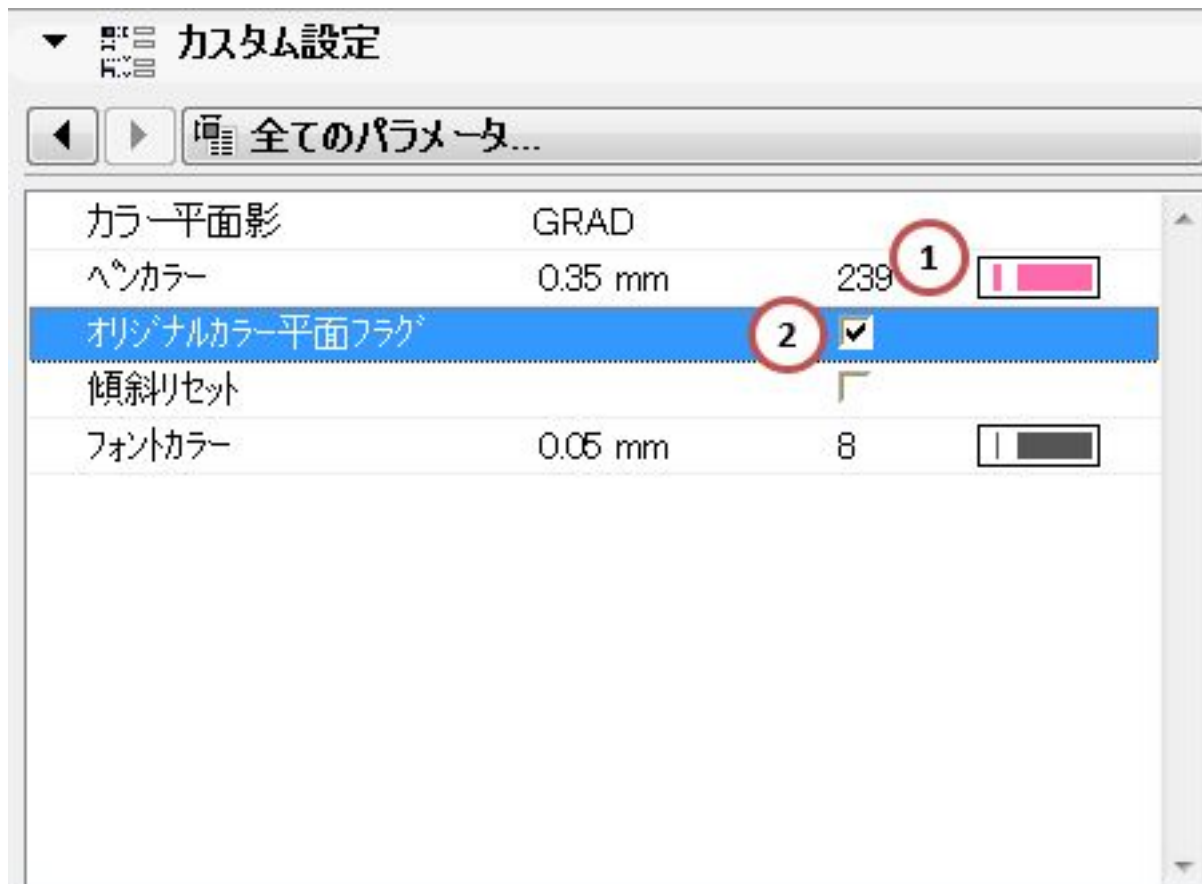 カスタム設定
全てのパラメータ...
カラー平面影 GRAD
ペンカラー 0.35 mm 239 1
オリジナルカラー平面フラグ 2
傾斜リセット
フォントカラー 0.05 mm 8